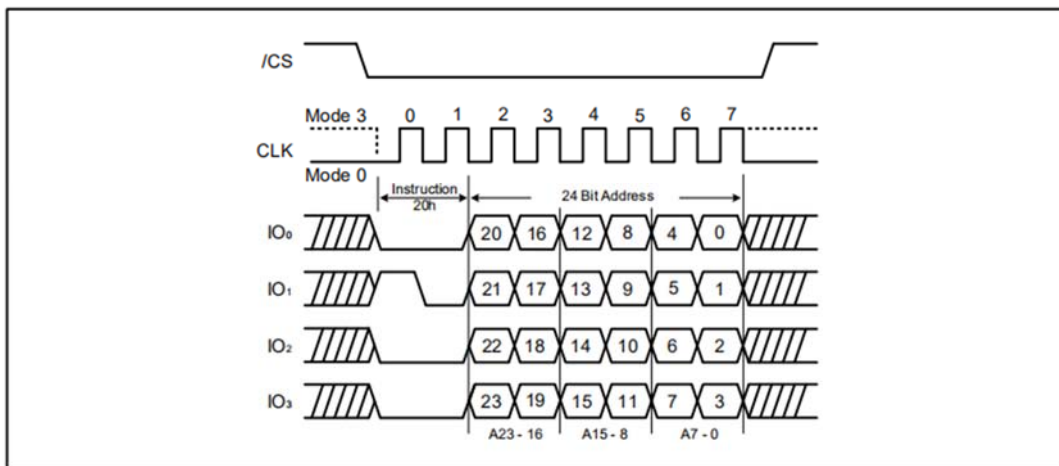 /CS
Mode 3 0 1 2 3 4 5 6 7
CLK
Mode 0
Instruction
20h
24 Bit Address
IO₀ 20 16 12 8 4 0
IO₁ 21 17 13 9 5 1
IO₂ 22 18 14 10 6 2
IO₃ 23 19 15 11 7 3
A23 - 16 A15 - 8 A7 - 0